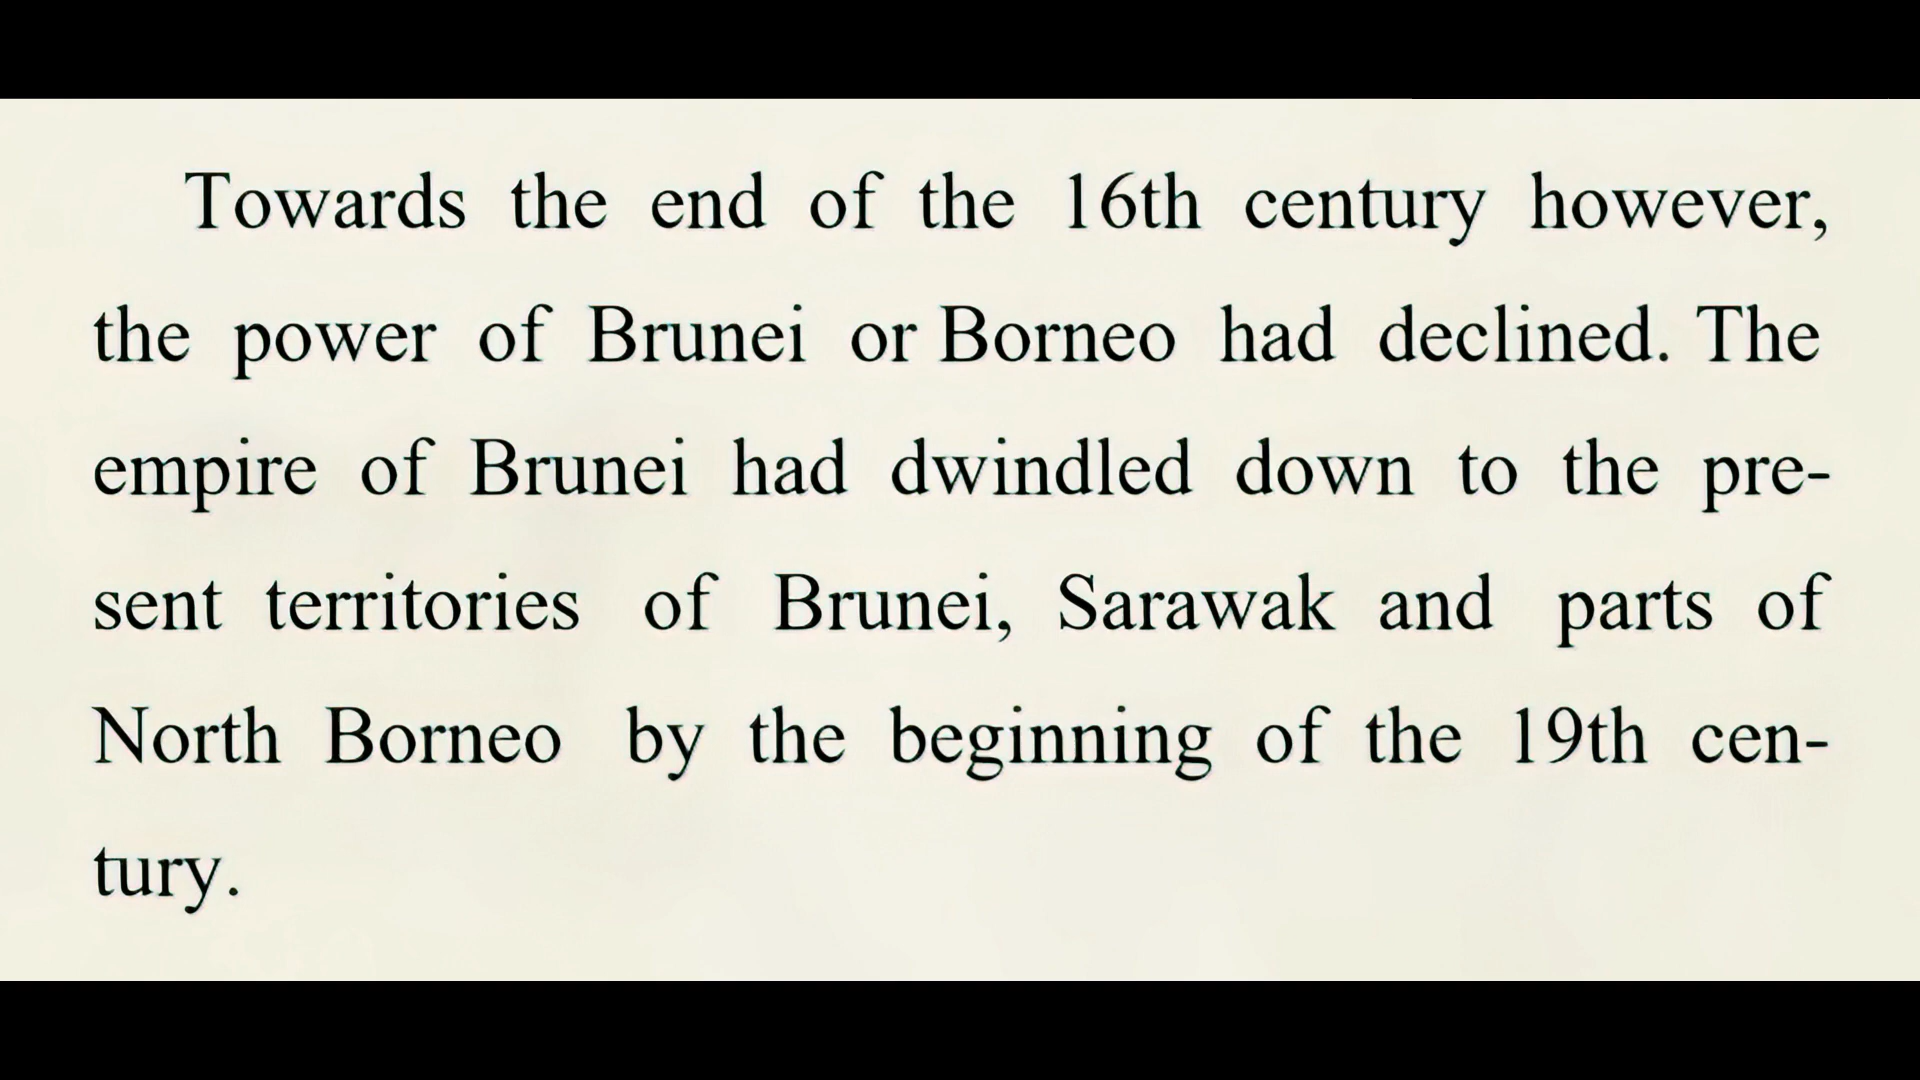 Towards the end of the 16th century however,
the power of Brunei or Borneo had declined. The
empire of Brunei had dwindled down to the pre-
sent territories of Brunei, Sarawak and parts of
North Borneo by the beginning of the 19th cen-
tury.